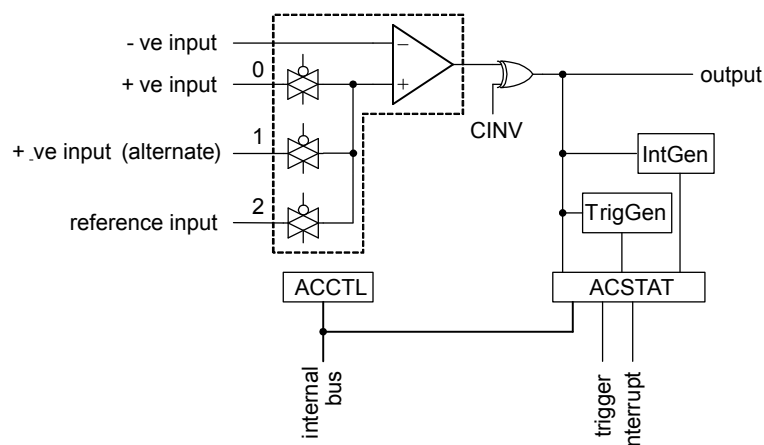 - ve input
−
0
+ ve input
+
output
CINV
1
+ ve input (alternate)
IntGen
2
reference input
TrigGen
ACCTL
ACSTAT
internal
bus
trigger
interrupt